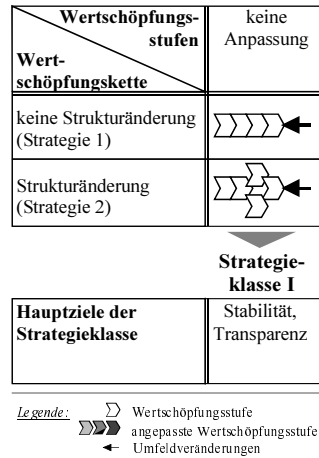 Wertschöpfungs-
stufen
Wert-
schöpfungskette
keine
Anpassung
keine Strukturänderung
(Strategie 1)
Strukturänderung
(Strategie 2)
Strategie-
klasse I
Hauptziele der
Strategieklasse
Stabilität,
Transparenz
Legende:
Wertschöpfungsstufe
angepasste Wertschöpfungsstufe
Umfeldveränderungen